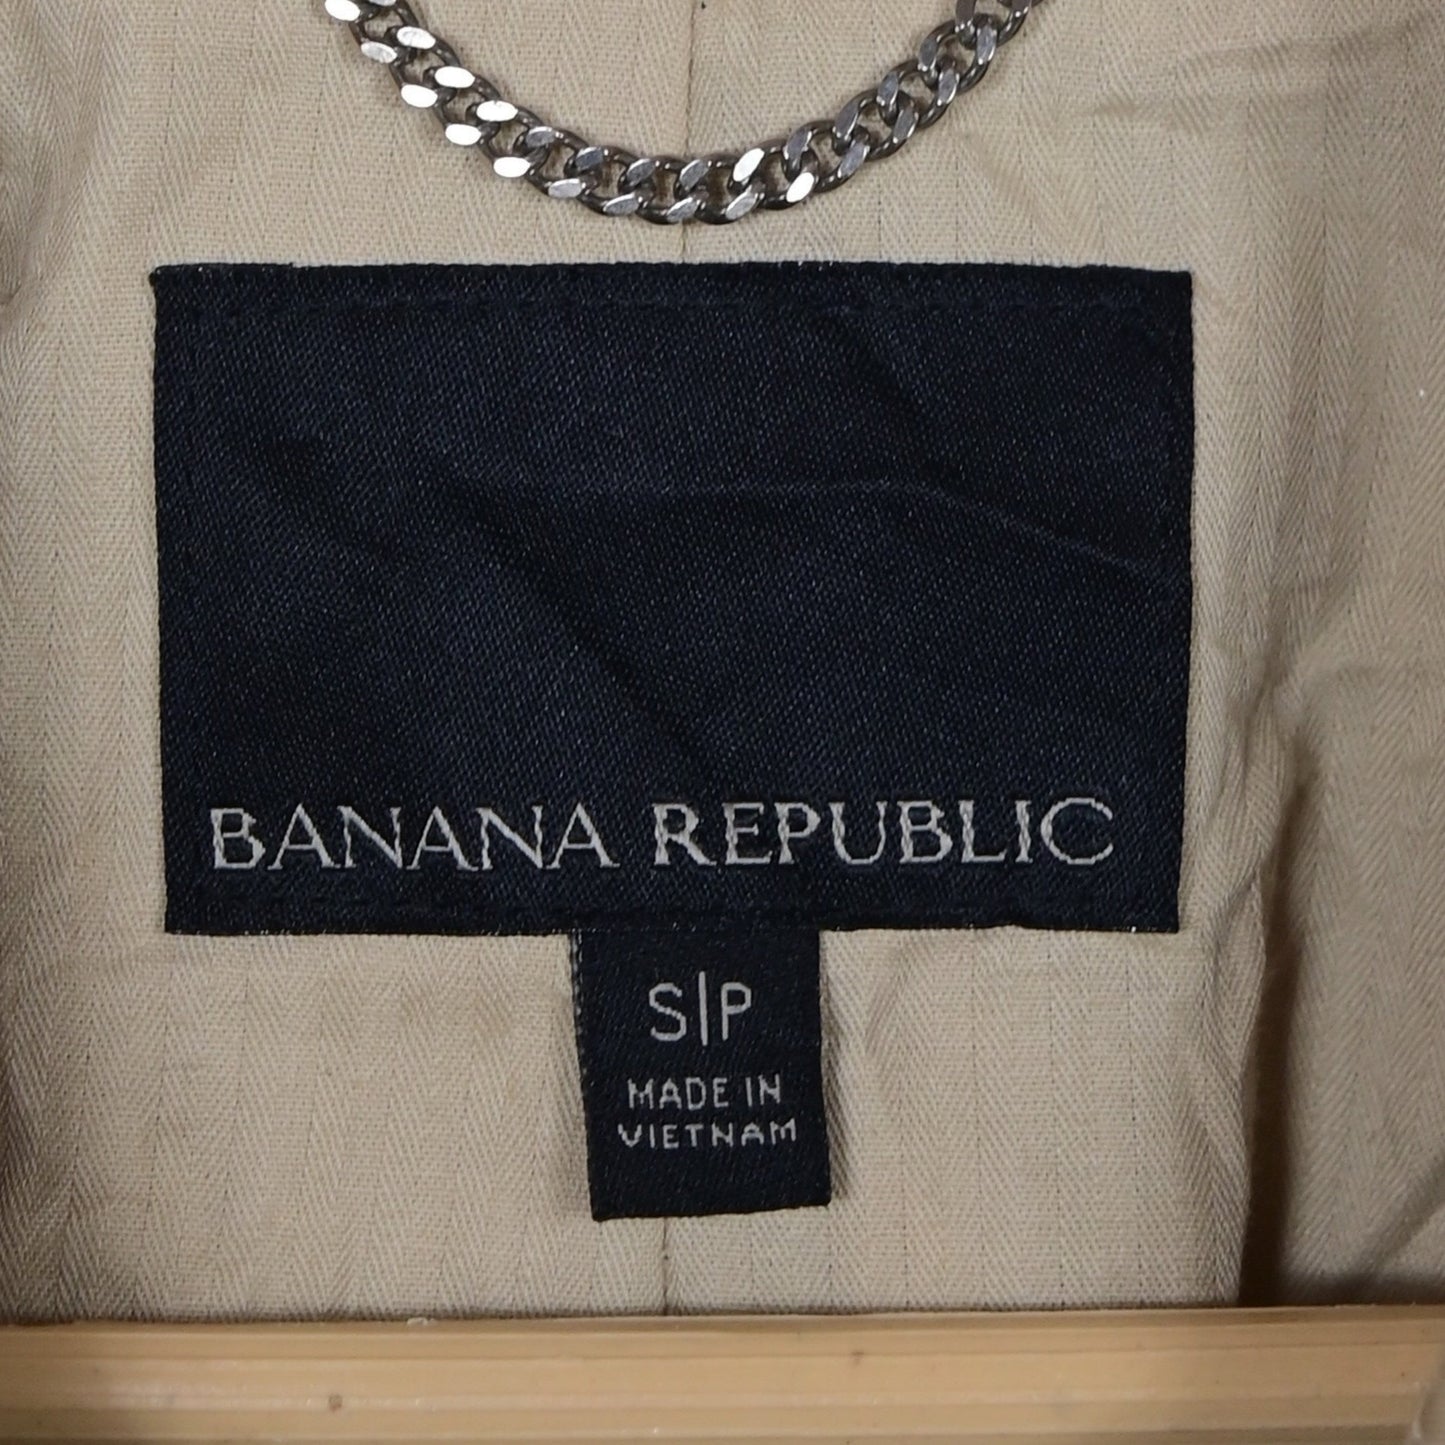 BANANA REPUBLIC
S|P
MADE IN
VIETNAM